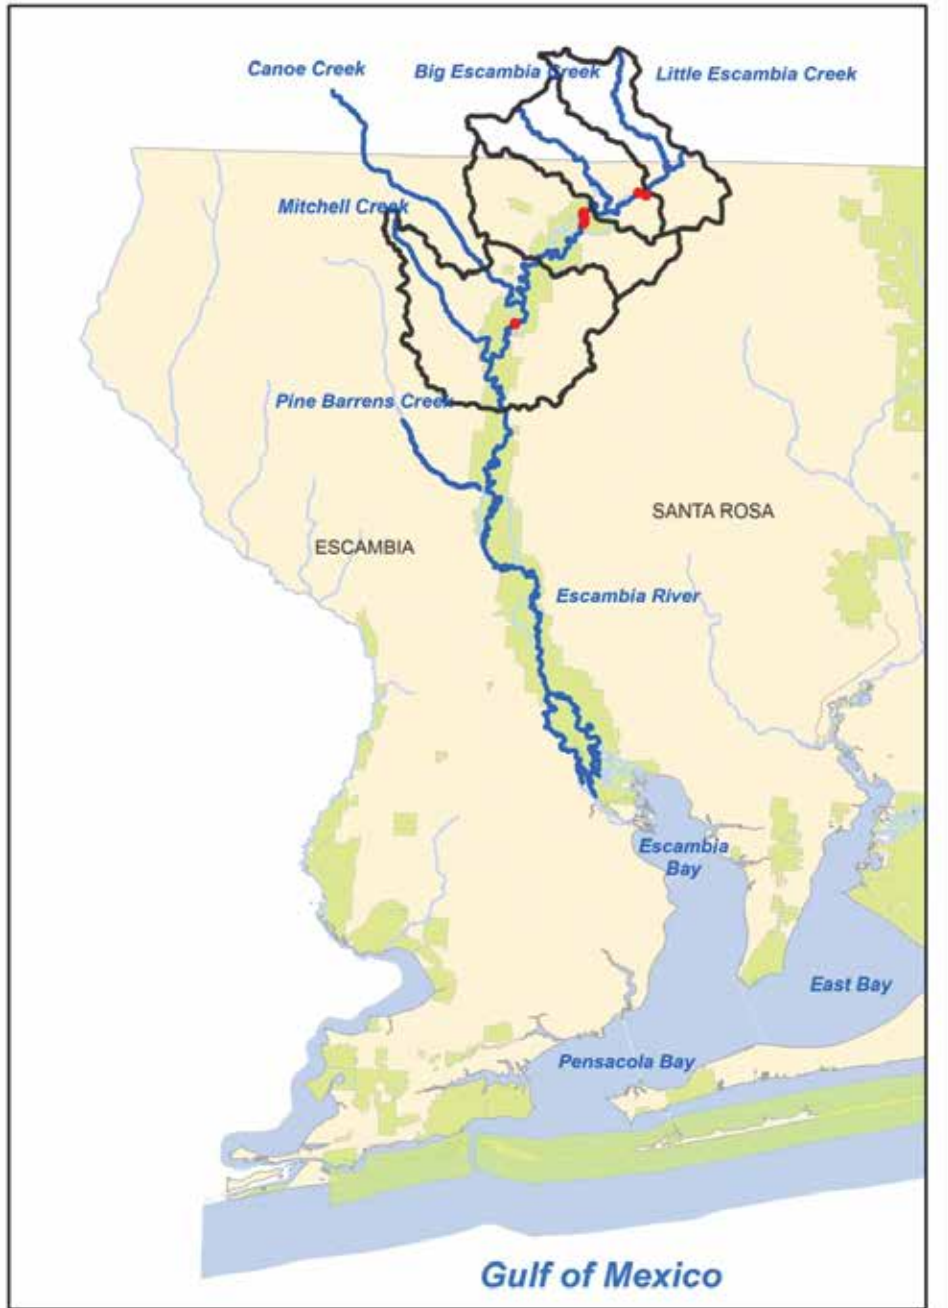 Canoe Creek
Big Escambia Creek
Little Escambia Creek
Mitchell Creek
Pine Barrens Creek
SANTA ROSA
ESCAMBIA
Escambia River
Escambia
Bay
East Bay
Pensacola Bay
Gulf of Mexico